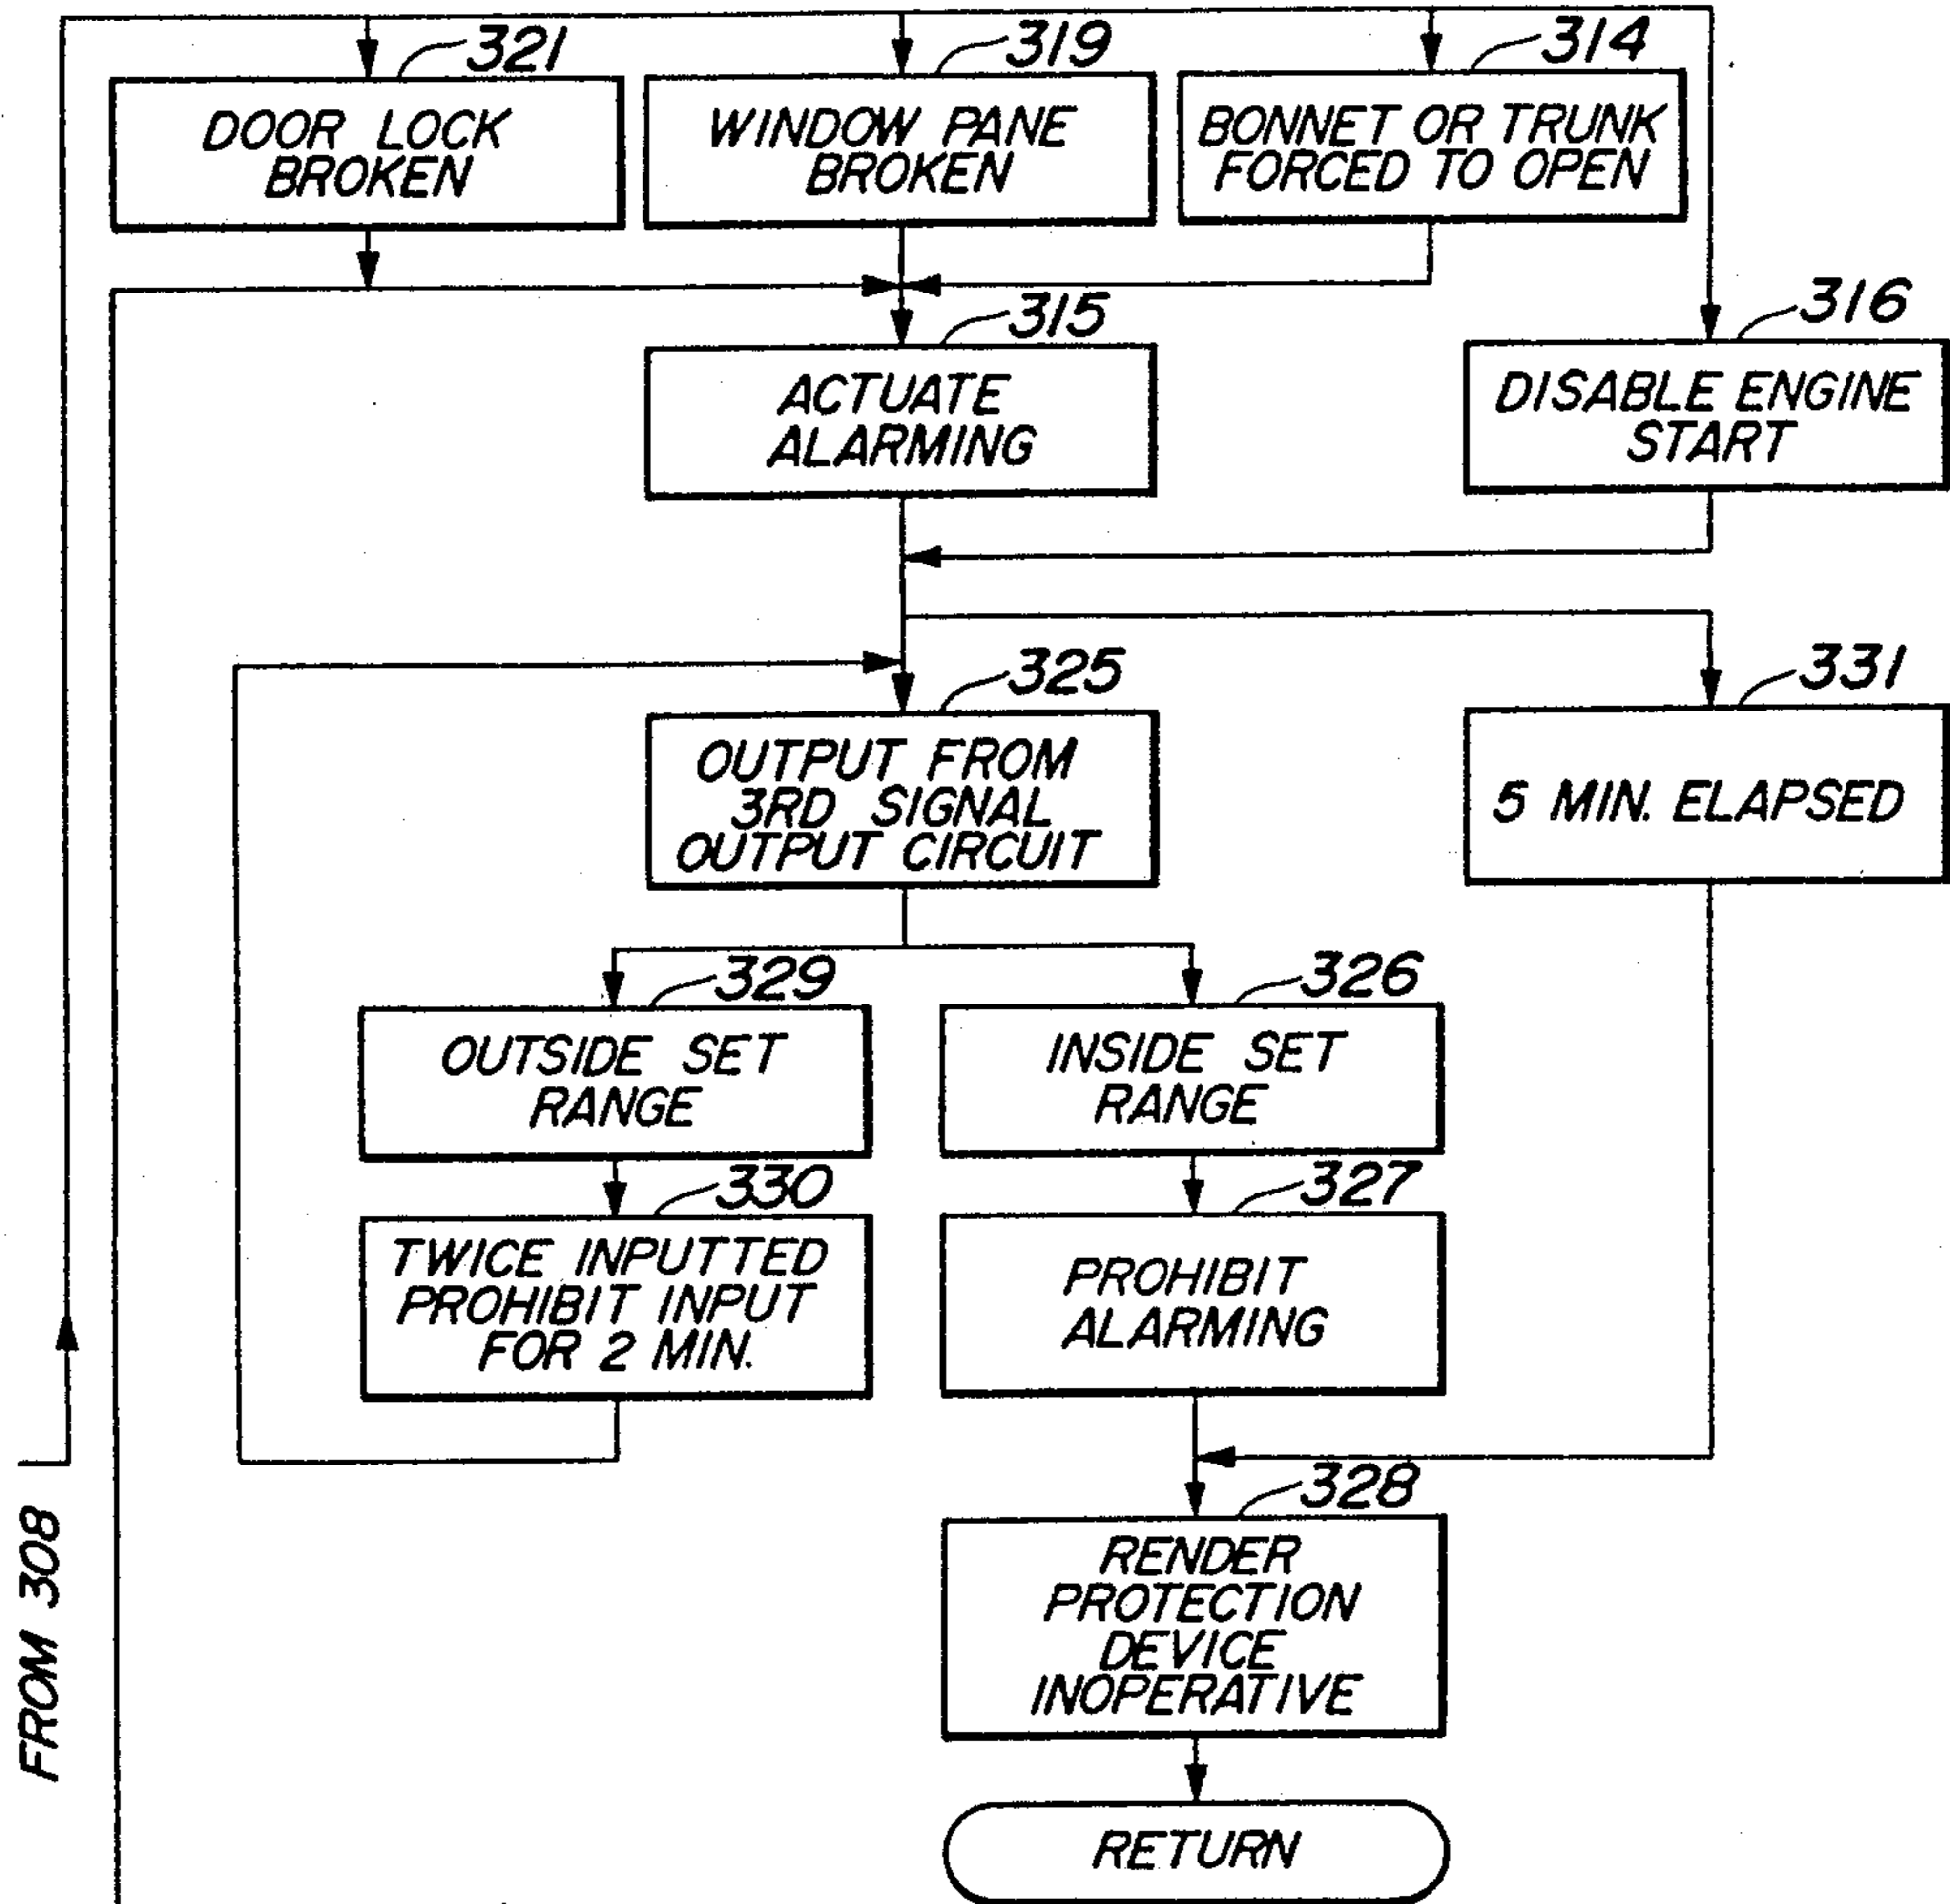 321
319
314
DOOR LOCK
BROKEN
WINDOW PANE
BROKEN
BONNET OR TRUNK
FORCED TO OPEN
315
316
ACTUATE
ALARMING
DISABLE ENGINE
START
325
331
OUTPUT FROM
3RD SIGNAL
OUTPUT CIRCUIT
5 MIN. ELAPSED
329
326
OUTSIDE SET
RANGE
INSIDE SET
RANGE
330
327
TWICE INPUTTED
PROHIBIT INPUT
FOR 2 MIN.
PROHIBIT
ALARMING
328
FROM 308
RENDER
PROTECTION
DEVICE
INOPERATIVE
RETURN